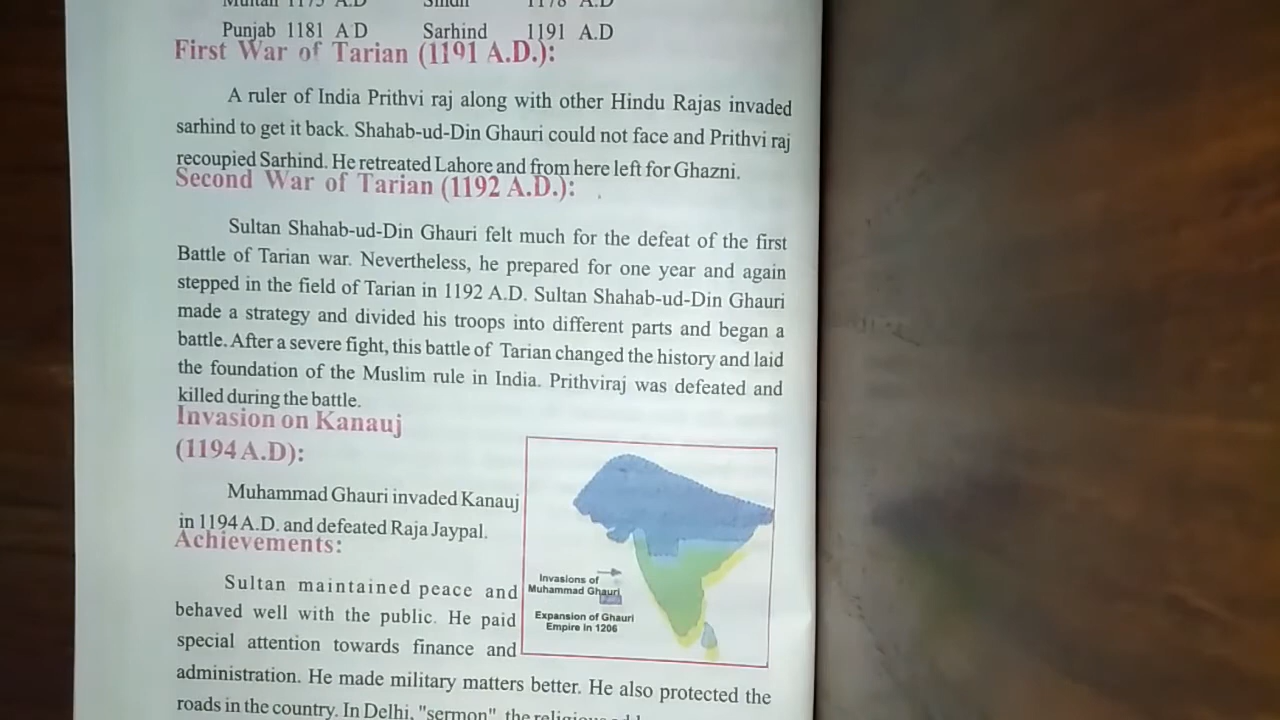 Multan 1175 A.D Sindh 1178 A.D
Punjab 1181 A D Sarhind 1191 A.D
First War of Tarian (1191 A.D.):
A ruler of India Prithvi raj along with other Hindu Rajas invaded
sarhind to get it back. Shahab-ud-Din Ghauri could not face and Prithvi raj
recoupied Sarhind. He retreated Lahore and from here left for Ghazni.
Second War of Tarian (1192 A.D.):
Sultan Shahab-ud-Din Ghauri felt much for the defeat of the first
Battle of Tarian war. Nevertheless, he prepared for one year and again
stepped in the field of Tarian in 1192 A.D. Sultan Shahab-ud-Din Ghauri
made a strategy and divided his troops into different parts and began a
battle. After a severe fight, this battle of Tarian changed the history and laid
the foundation of the Muslim rule in India. Prithviraj was defeated and
killed during the battle.
Invasion on Kanauj
(1194 A.D):
Muhammad Ghauri invaded Kanauj
in 1194 A.D. and defeated Raja Jaypal.
Achievements:
Sultan maintained peace and
behaved well with the public. He paid
special attention towards finance and
administration. He made military matters better. He also protected the
roads in the country. In Delhi, "sermon", the religious
Invasions of
Muhammad Ghauri
Expansion of Ghauri
Empire In 1206